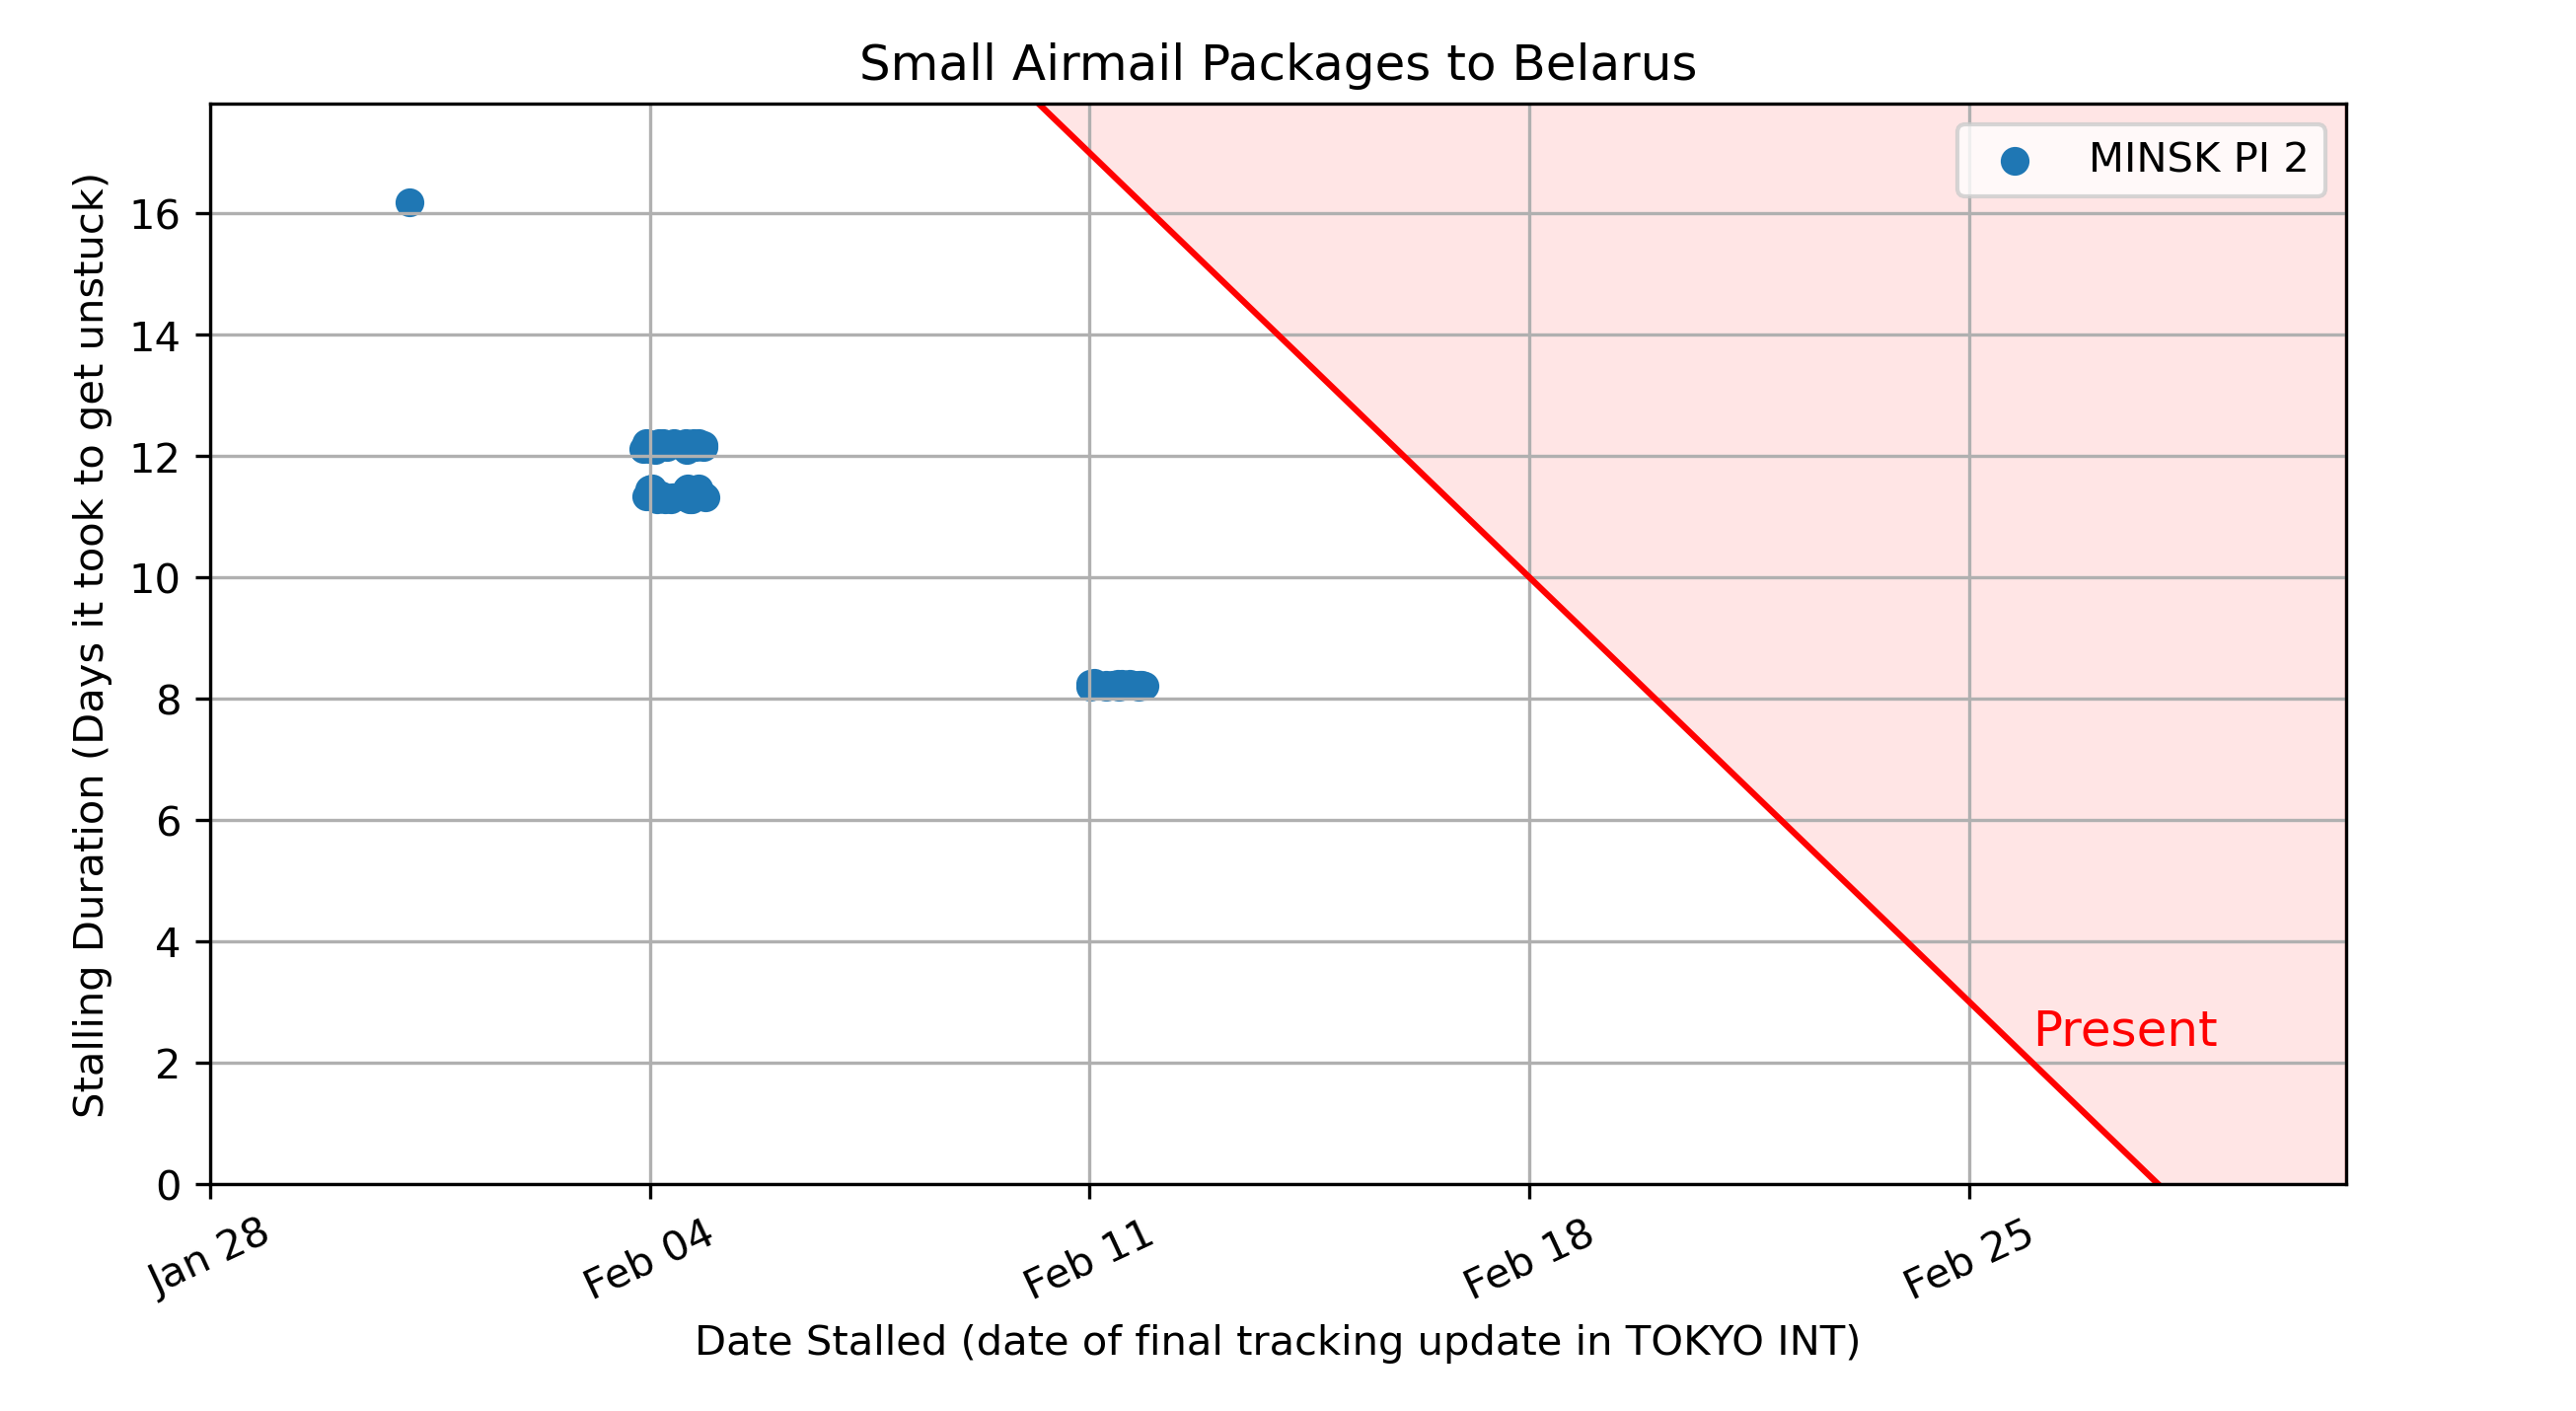 Small Airmail Packages to Belarus
MINSK PI 2
Stalling Duration (Days it took to get unstuck)
16
14
12
10
8
6
4
2
0
Present
Jan 28
Feb 04
Feb 11
Feb 18
Feb 25
Date Stalled (date of final tracking update in TOKYO INT)